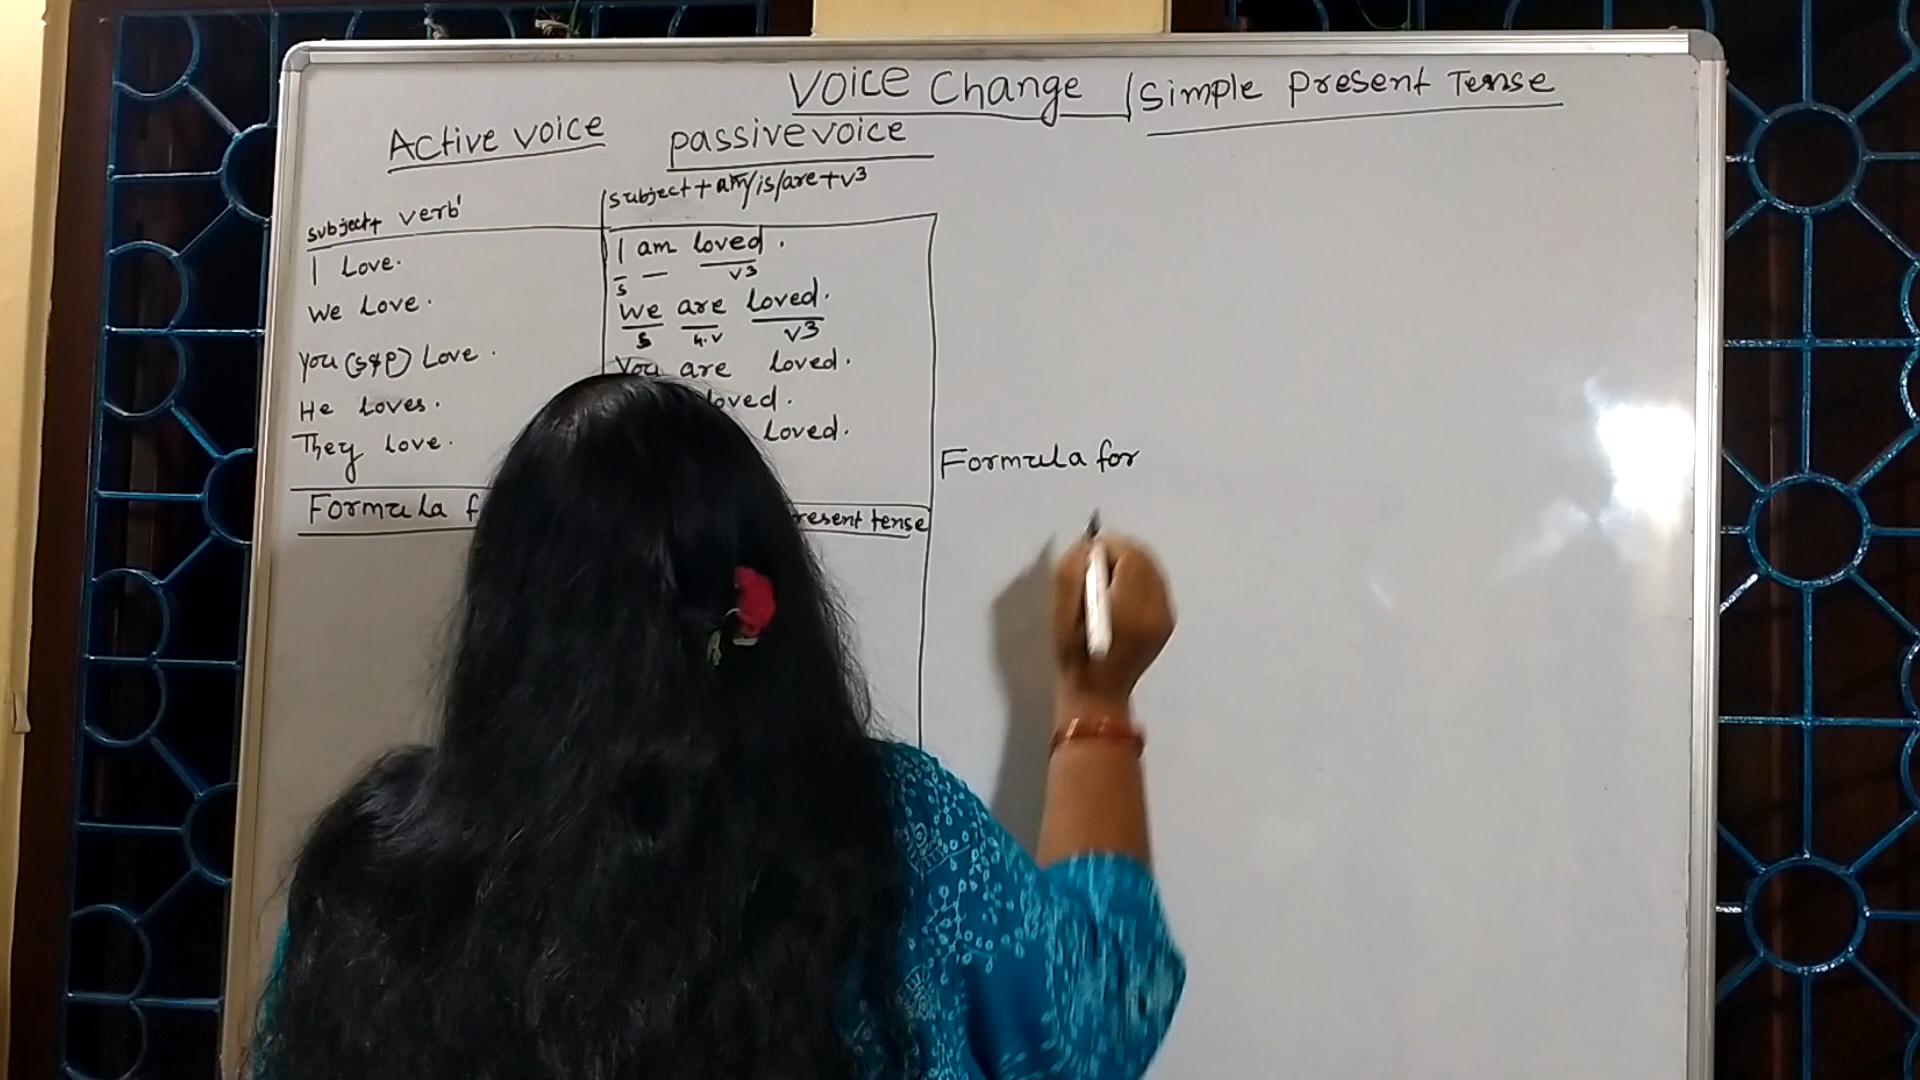 VOICE Change / Simple Present Tense
Active voice
passive voice
subject+ verb¹
subject + am/is/are + v3
I Love.
We Love.
You (s&p) Love.
He Loves.
They Love.
I am loved.
s v3
We are loved.
s h.v v3
You are loved.
loved.
loved.
Formula
resent tense
Formula for